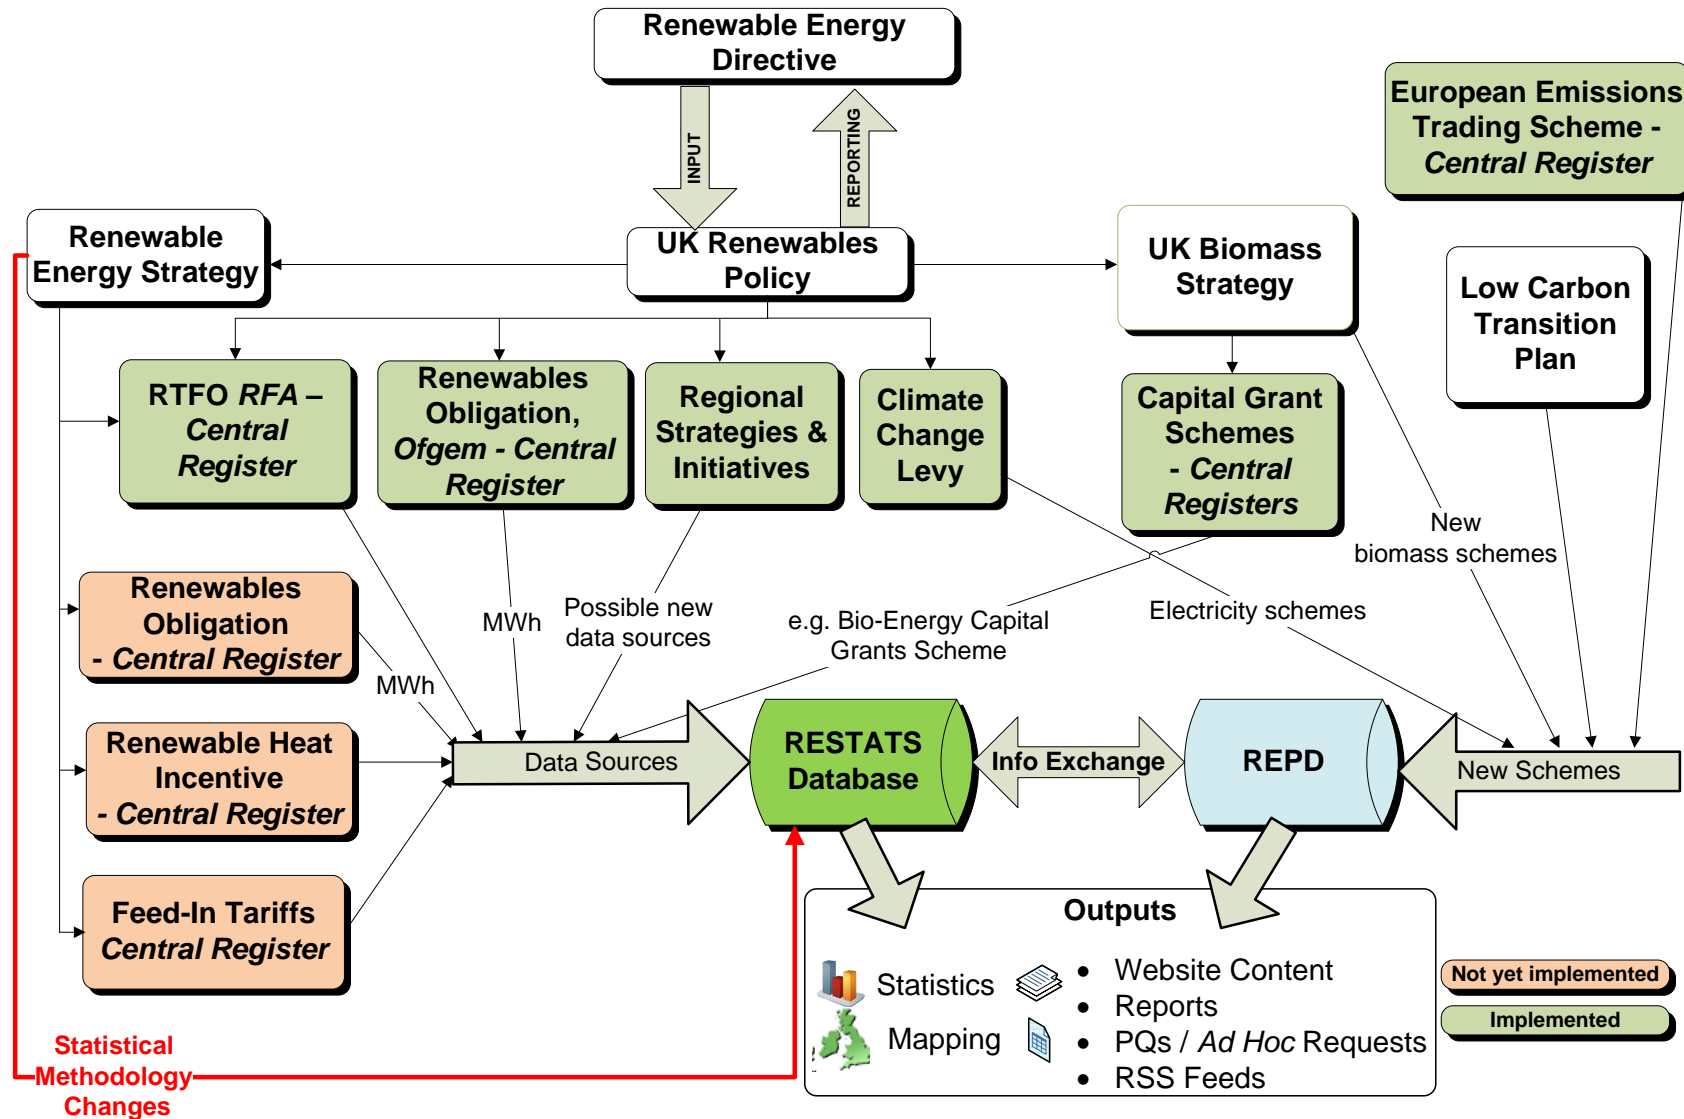 Renewable Energy
Directive
European Emissions
Trading Scheme -
Central Register
INPUT
REPORTING
Renewable
Energy Strategy
UK Renewables
Policy
UK Biomass
Strategy
Low Carbon
Transition
Plan
RTFO RFA –
Central
Register
Renewables
Obligation,
Ofgem - Central
Register
Regional
Strategies &
Initiatives
Climate
Change
Levy
Capital Grant
Schemes
- Central
Registers
New
biomass schemes
Renewables
Obligation
- Central Register
MWh
MWh
Possible new
data sources
e.g. Bio-Energy Capital
Grants Scheme
Electricity schemes
Renewable Heat
Incentive
- Central Register
Data Sources
RESTATS
Database
Info Exchange
REPD
New Schemes
Feed-In Tariffs
Central Register
Outputs
Statistics
Mapping
• Website Content
• Reports
• PQs / Ad Hoc Requests
• RSS Feeds
Not yet implemented
Implemented
Statistical
Methodology
Changes